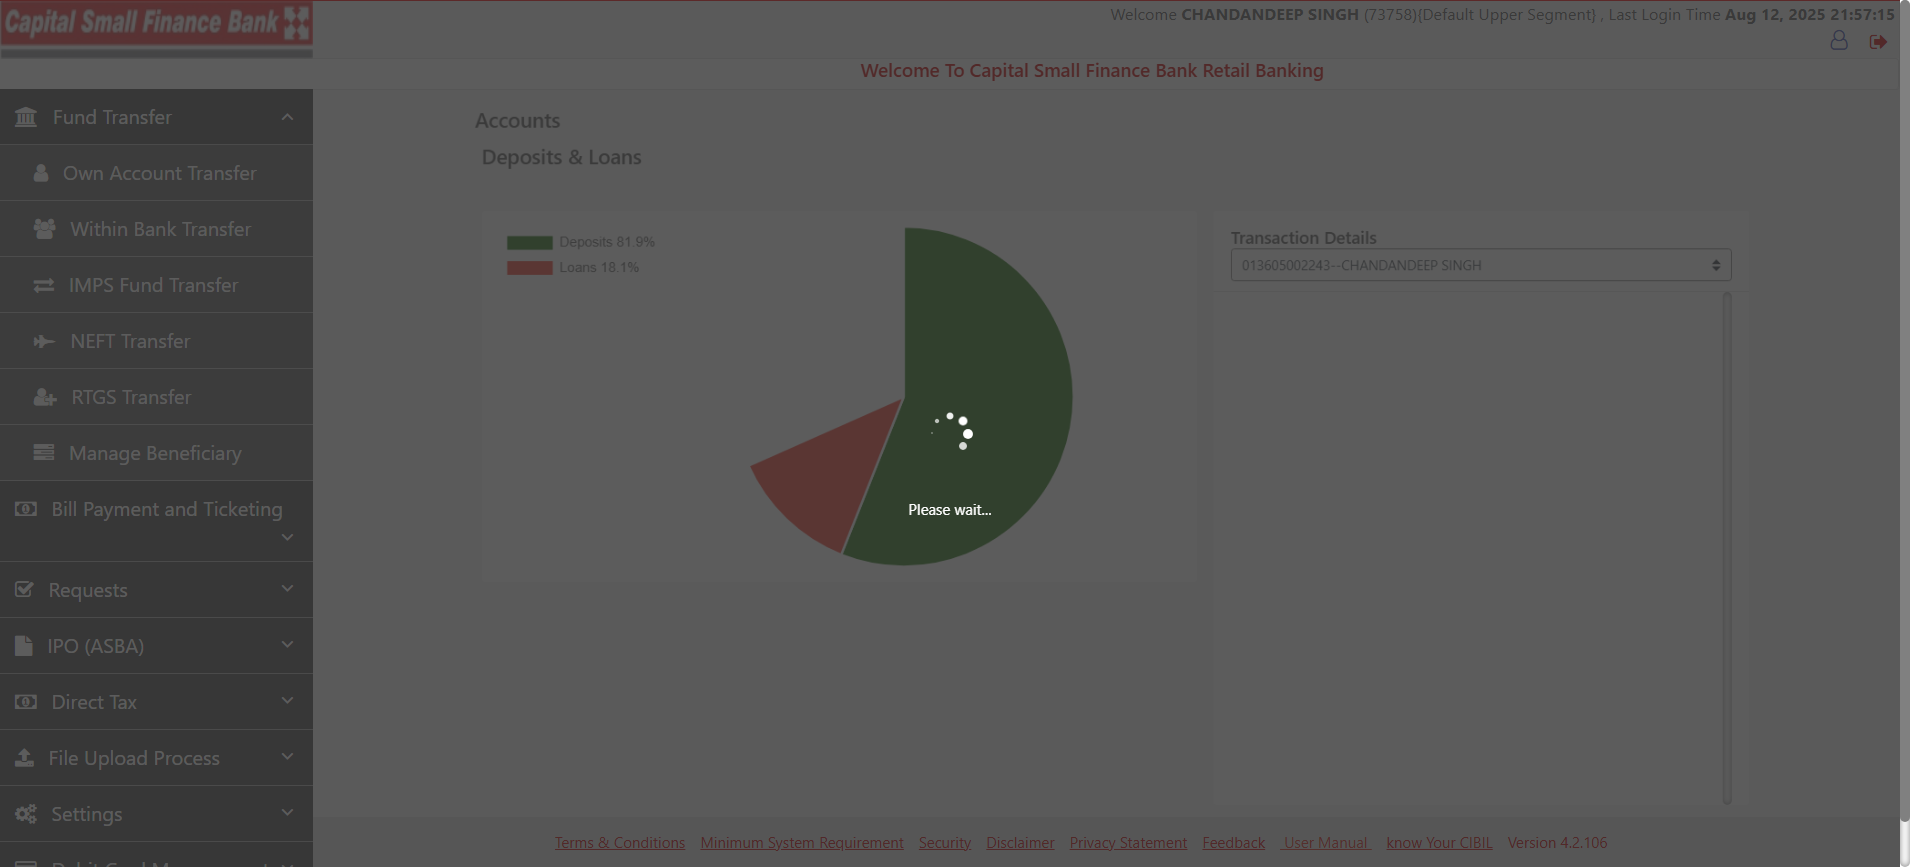 Capital Small Finance Bank
Welcome CHANDANDEEP SINGH (73758){Default Upper Segment} , Last Login Time Aug 12, 2025 21:57:15
Welcome To Capital Small Finance Bank Retail Banking
Fund Transfer
Own Account Transfer
Within Bank Transfer
IMPS Fund Transfer
NEFT Transfer
RTGS Transfer
Manage Beneficiary
Bill Payment and Ticketing
Requests
IPO (ASBA)
Direct Tax
File Upload Process
Settings
Accounts
Deposits & Loans
Deposits 81.9%
Loans 18.1%
Please wait...
Transaction Details
013605002243--CHANDANDEEP SINGH
Terms & Conditions Minimum System Requirement Security Disclaimer Privacy Statement Feedback User Manual know Your CIBIL Version 4.2.106